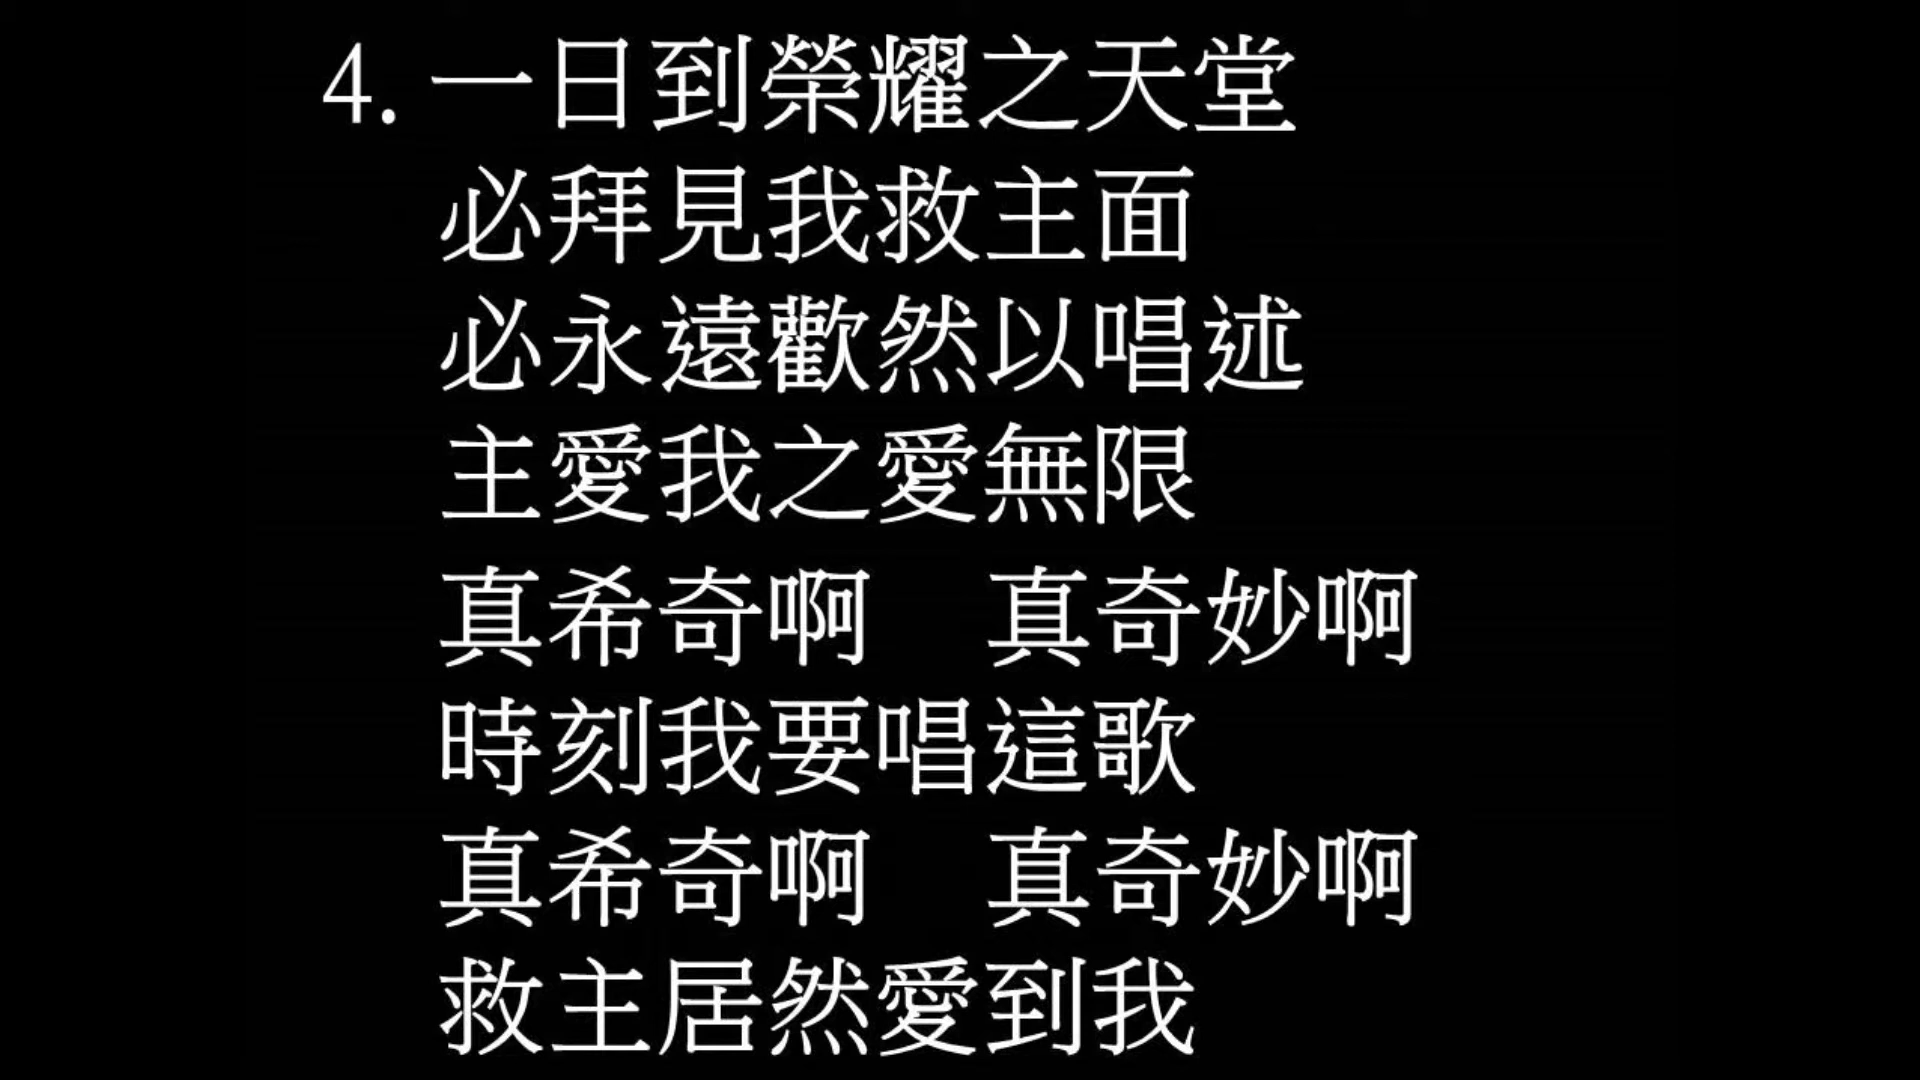 4. 一日到榮耀之天堂
必拜見我救主面
必永遠歡然以唱述
主愛我之愛無限
真希奇啊　真奇妙啊
時刻我要唱這歌
真希奇啊　真奇妙啊
救主居然愛到我